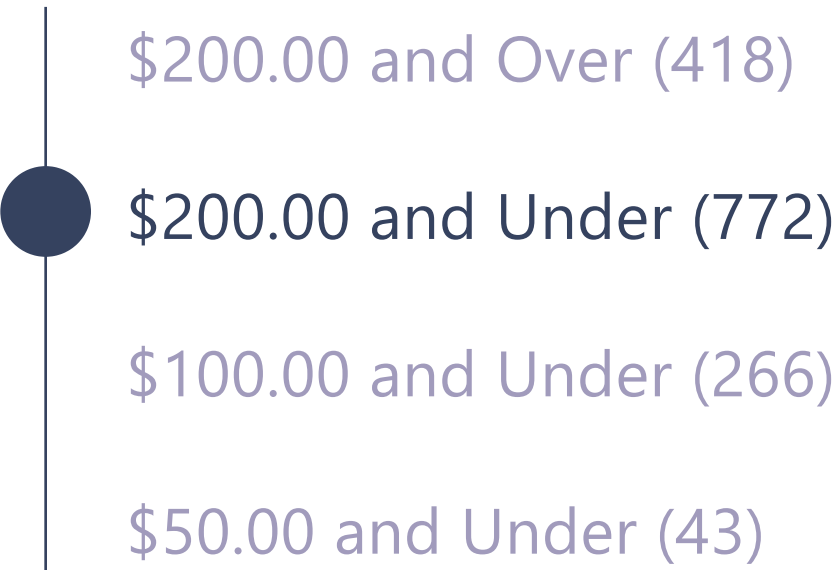 $200.00 and Over (418)
$200.00 and Under (772)
$100.00 and Under (266)
$50.00 and Under (43)